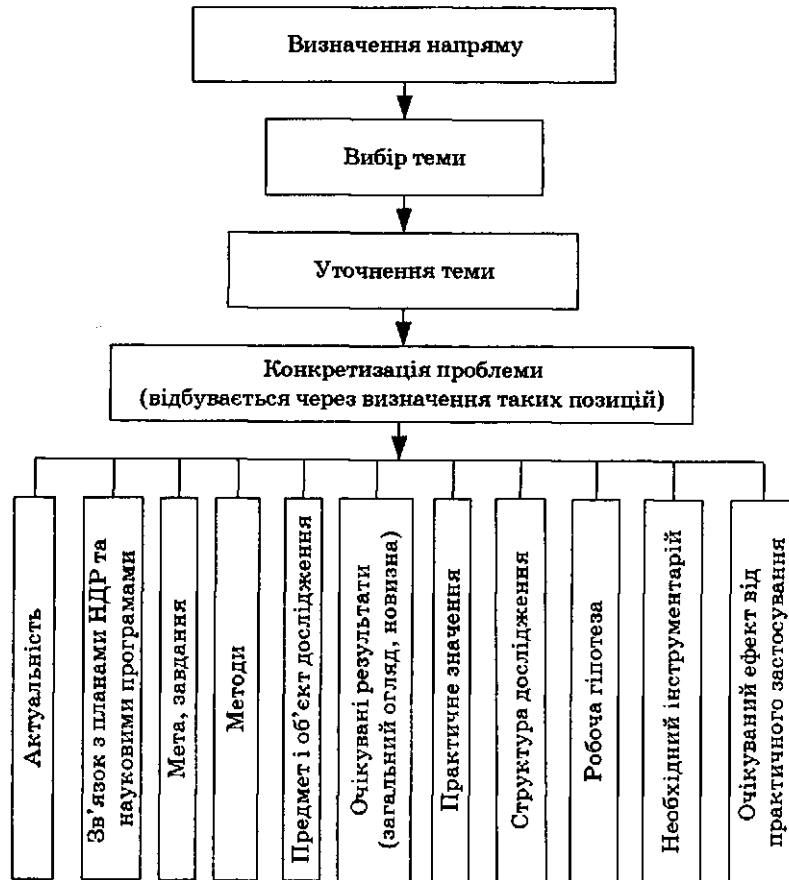 Визначення напряму
Вибір теми
Уточнення теми
Конкретизація проблеми
(відбувається через визначення таких позицій)
Актуальність
Зв'язок з планами НДР та
науковими програмами
Мета, завдання
Методи
Предмет і об'єкт дослідження
Очікувані результати
(загальний огляд, новизна)
Практичне значення
Структура дослідження
Робоча гіпотеза
Необхідний інструментарій
Очікуваний ефект від
практичного застосування